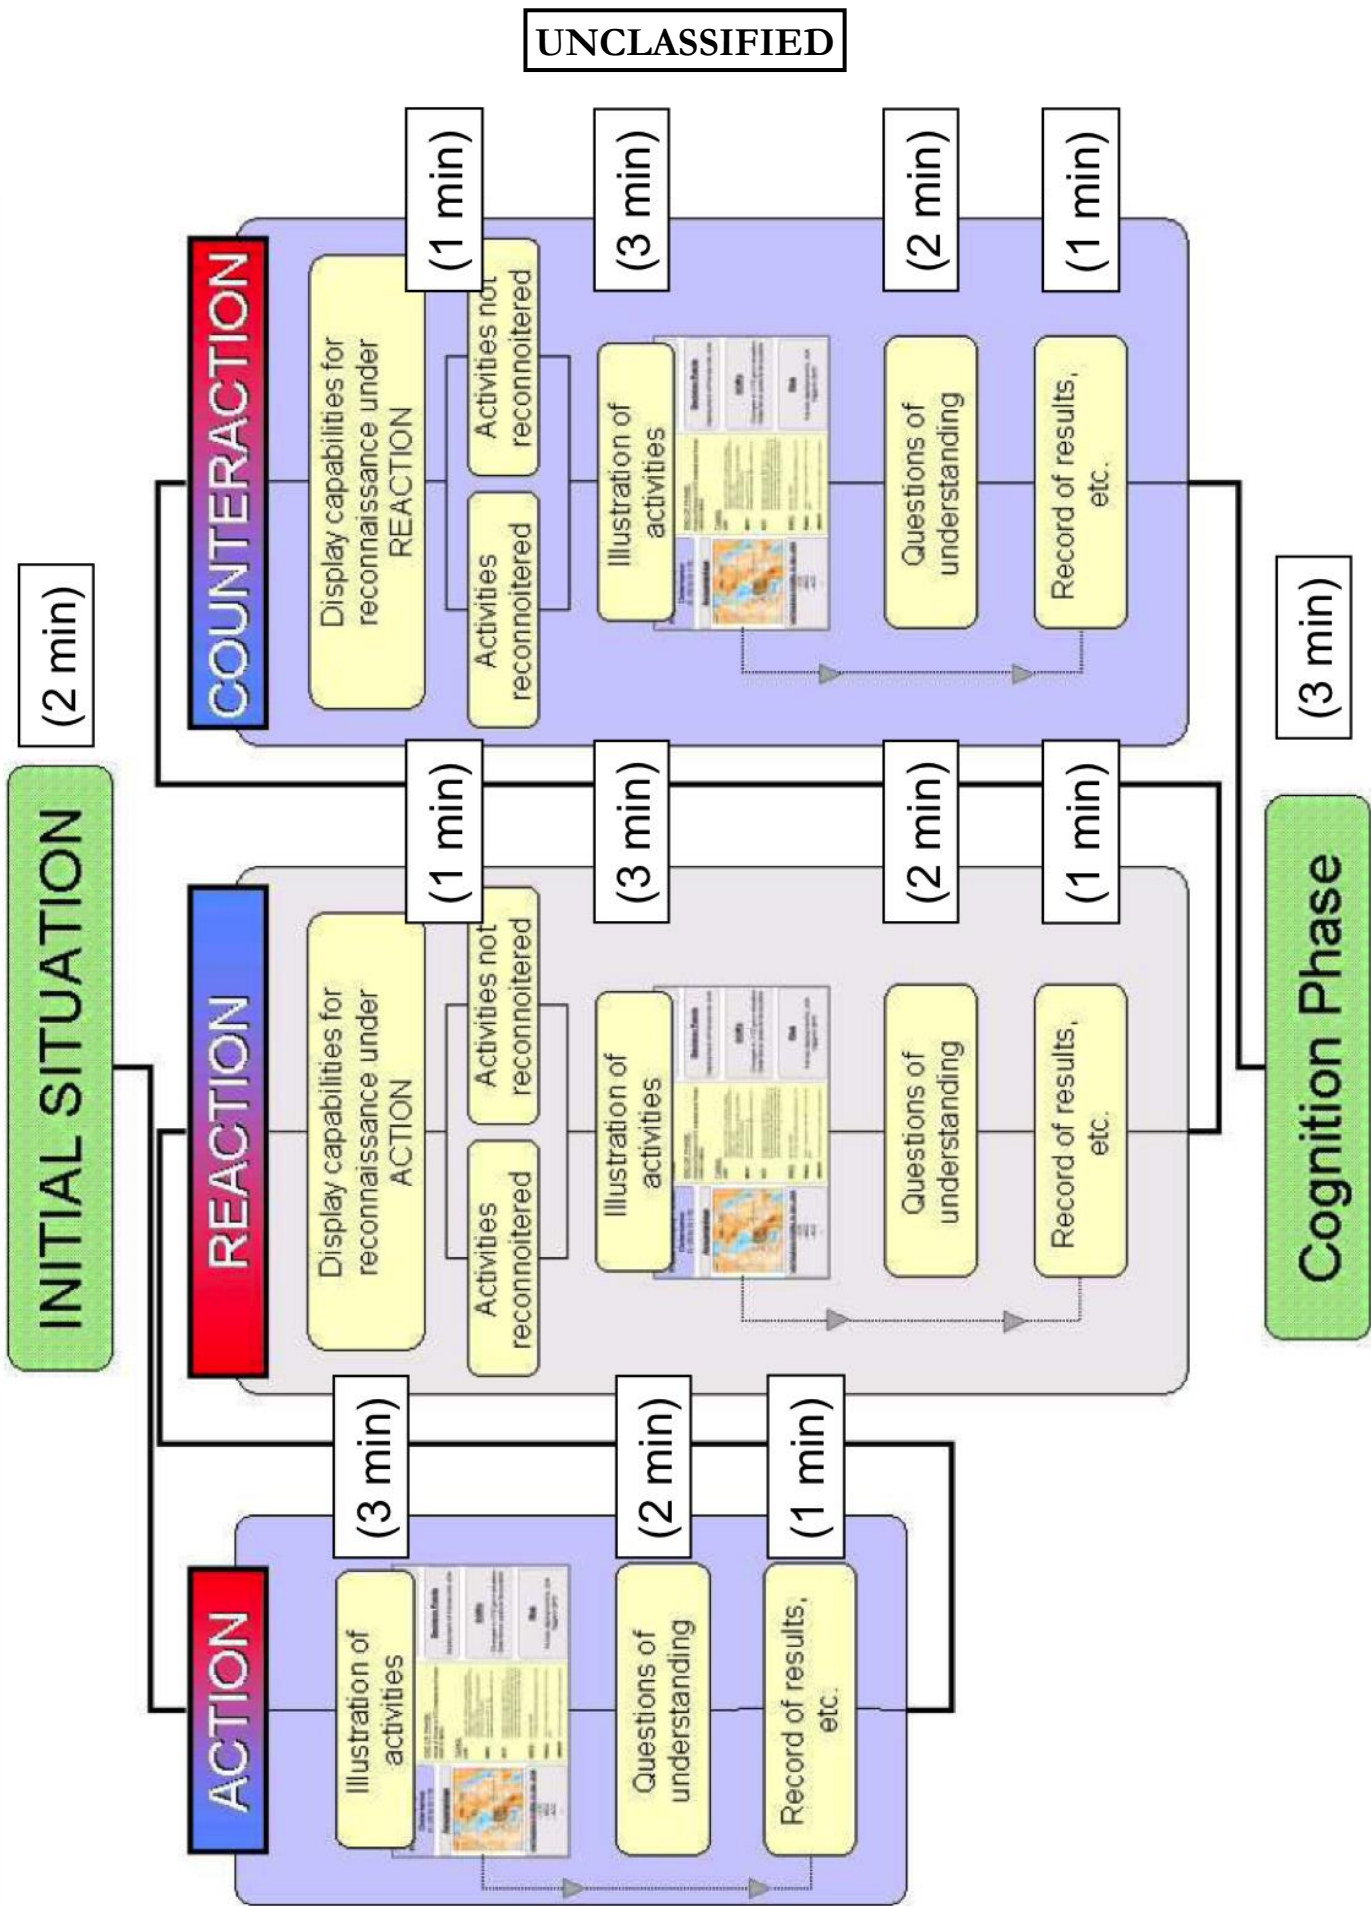 UNCLASSIFIED
INITIAL SITUATION
(2 min)
ACTION
Illustration of
activities
(3 min)
Questions of
understanding
(2 min)
Record of results,
etc.
(1 min)
REACTION
Display capabilities for
reconnaissance under
ACTION
(1 min)
Activities
reconnoitered
Activities not
reconnoitered
Illustration of
activities
(3 min)
Questions of
understanding
(2 min)
Record of results,
etc.
(1 min)
COUNTERACTION
Display capabilities for
reconnaissance under
REACTION
(1 min)
Activities
reconnoitered
Activities not
reconnoitered
Illustration of
activities
(3 min)
Questions of
understanding
(2 min)
Record of results,
etc.
(1 min)
Cognition Phase
(3 min)